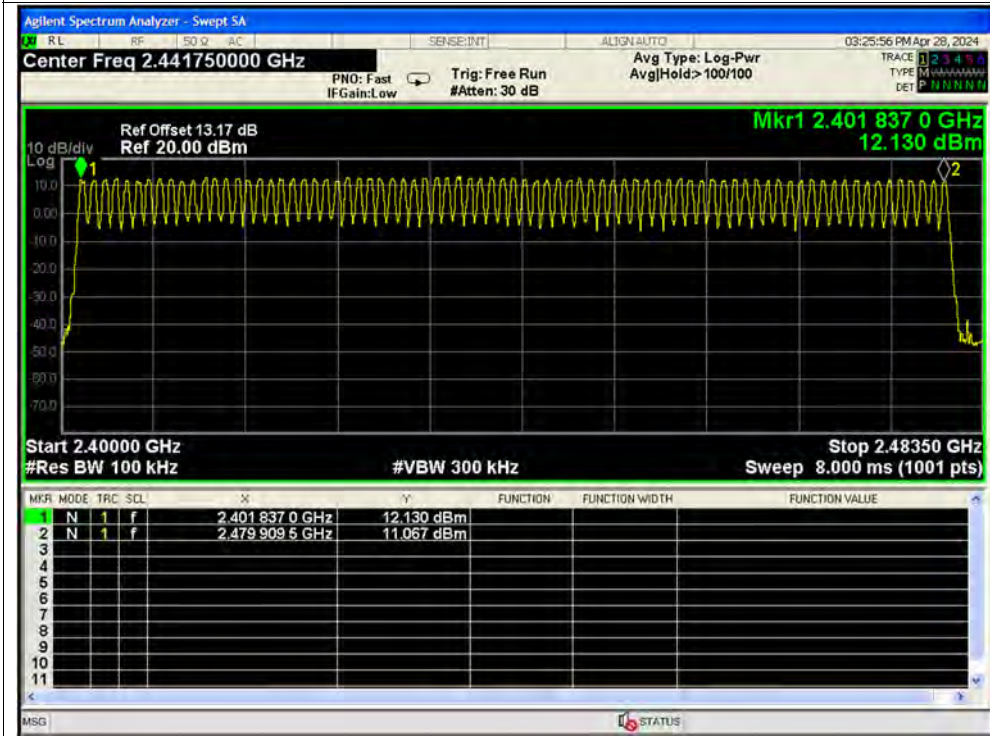 Agilent Spectrum Analyzer - Swept SA
RL RF 50 Ω AC SENSE:INT ALIGN AUTO 03:25:56 PM Apr 28, 2024
Center Freq 2.441750000 GHz
PNO: Fast
IFGain:Low
Trig: Free Run
#Atten: 30 dB
Avg Type: Log-Pwr
Avg|Hold:> 100/100
TRACE 1 2 3 4 5 6
TYPE M
DET P N N N N N
Mkr1 2.401 837 0 GHz
12.130 dBm
Ref Offset 13.17 dB
10 dB/div Ref 20.00 dBm
Log
1
2
10.0
0.00
-10.0
-20.0
-30.0
-40.0
-50.0
-60.0
-70.0
Start 2.40000 GHz Stop 2.48350 GHz
#Res BW 100 kHz #VBW 300 kHz Sweep 8.000 ms (1001 pts)
MKR MODE TRC SCL X Y FUNCTION FUNCTION WIDTH FUNCTION VALUE
1 N 1 f 2.401 837 0 GHz 12.130 dBm
2 N 1 f 2.479 909 5 GHz 11.067 dBm
3
4
5
6
7
8
9
10
11
MSG STATUS